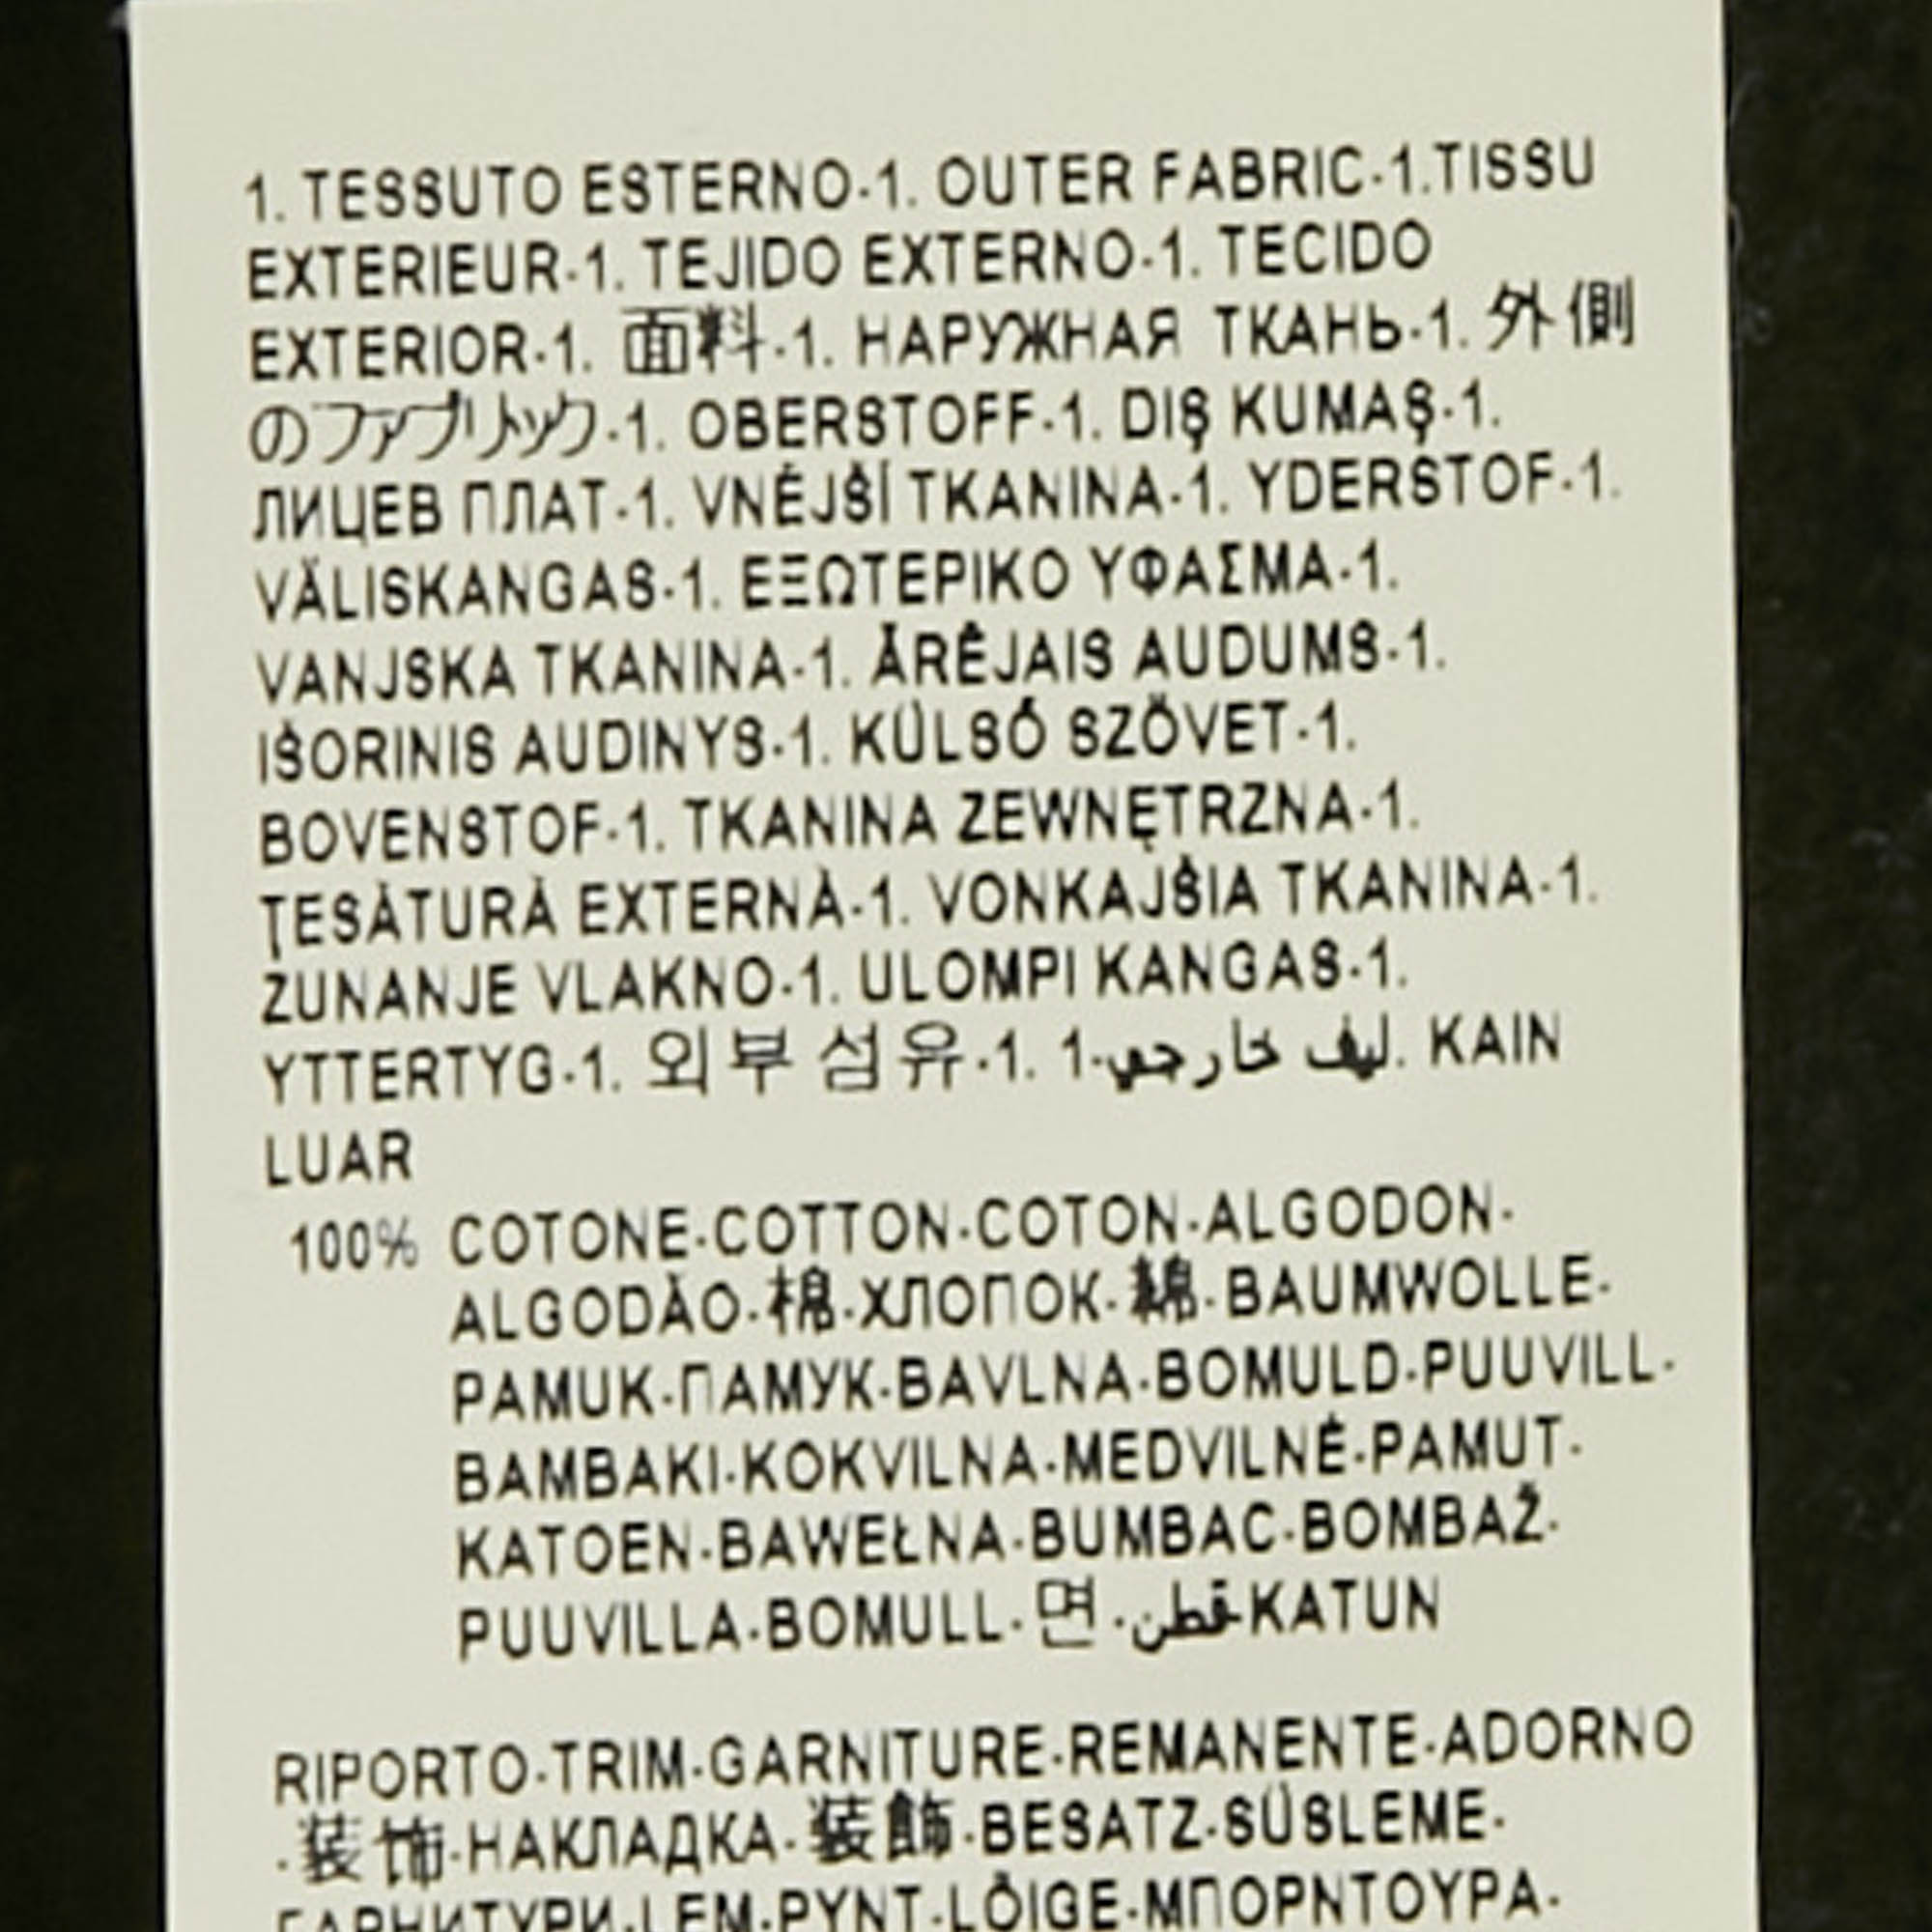 1. TESSUTO ESTERNO-1. OUTER FABRIC-1.TISSU
EXTERIEUR-1. TEJIDO EXTERNO-1. TECIDO
EXTERIOR-1. 面料-1. НАРУЖНАЯ ТКАНЬ-1. 外側
のファブリック-1. OBERSTOFF-1. DIŞ KUMAŞ-1.
ЛИЦЕВ ПЛАТ-1. VNĚJŠÍ TKANINA-1. YDERSTOF-1.
VÄLISKANGAS-1. ΕΞΩΤΕΡΙΚΟ ΥΦΑΣΜΑ-1.
VANJSKA TKANINA-1. ĀRĒJAIS AUDUMS-1.
IŠORINIS AUDINYS-1. KÜLSŐ SZÖVET-1.
BOVENSTOF-1. TKANINA ZEWNĘTRZNA-1.
ŢESĂTURĂ EXTERNĂ-1. VONKAJŠIA TKANINA-1.
ZUNANJE VLAKNO-1. ULOMPI KANGAS-1.
YTTERTYG-1. 외부 섬유-1. ليف خارجي-1. KAIN
LUAR
100% COTONE-COTTON-COTON-ALGODON-
ALGODÃO-棉-ХЛОПОК-綿-BAUMWOLLE-
PAMUK-ПАМУК-BAVLNA-BOMULD-PUUVILL-
BAMBAKI-KOKVILNA-MEDVILNĖ-PAMUT-
KATOEN-BAWEŁNA-BUMBAC-BOMBAŽ-
PUUVILLA-BOMULL-면-قطن-KATUN
RIPORTO-TRIM-GARNITURE-REMANENTE-ADORNO
-装饰-НАКЛАДКА-装飾-BESATZ-SÜSLEME-
ГАРНИТУРИ-LEM-PYNT-LÕIGE-ΜΠΟΡΝΤΟΥΡΑ-